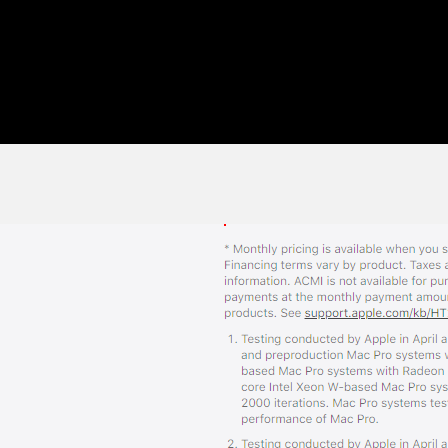 * Monthly pricing is available when you s
Financing terms vary by product. Taxes a
information. ACMI is not available for pur
payments at the monthly payment amou
products. See support.apple.com/kb/HT
1. Testing conducted by Apple in April a
and preproduction Mac Pro systems
based Mac Pro systems with Radeon
core Intel Xeon W-based Mac Pro sys
2000 iterations. Mac Pro systems tes
performance of Mac Pro.
2. Testing conducted by Apple in April a